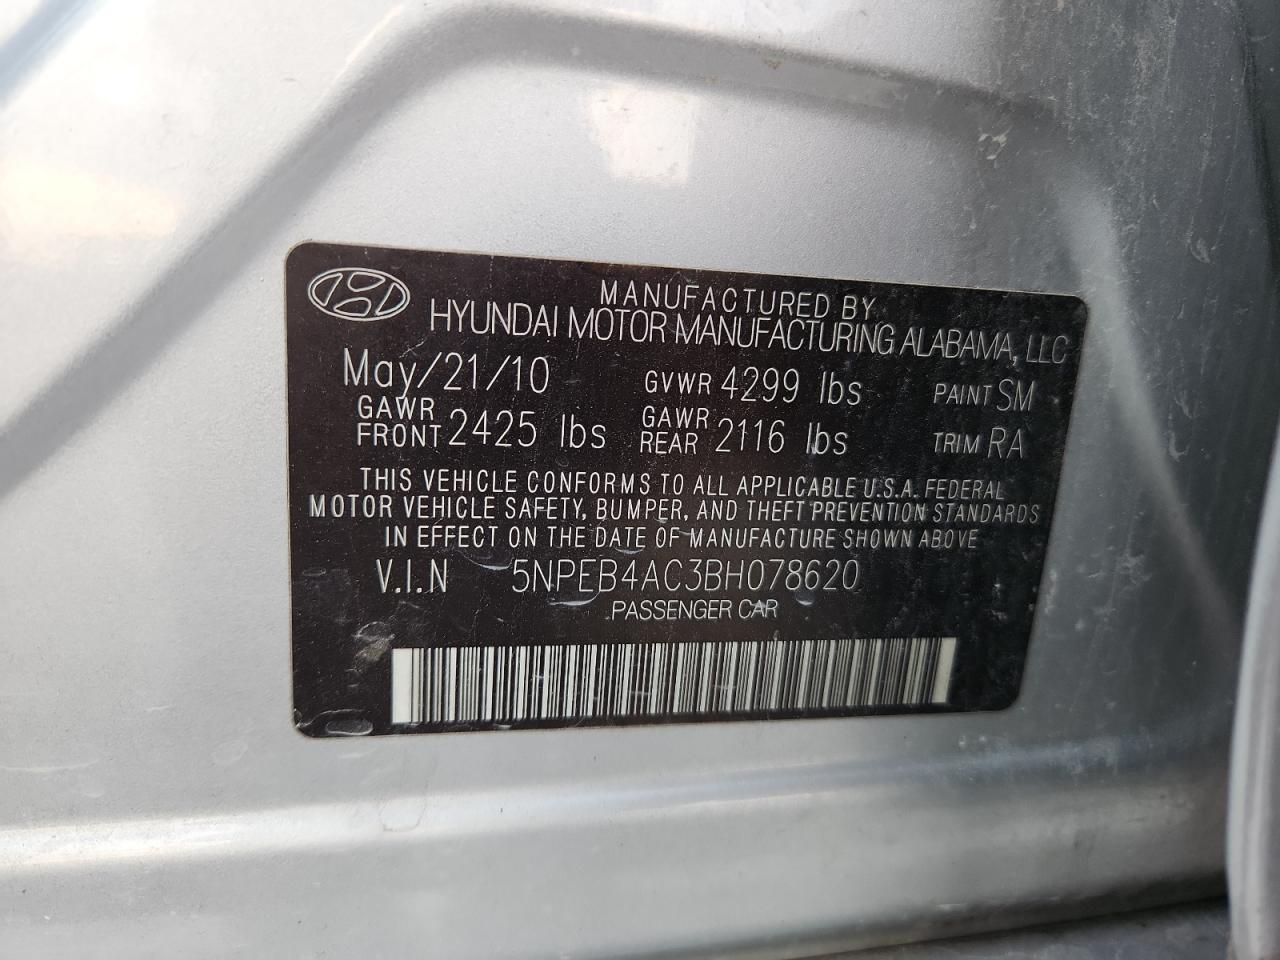 MANUFACTURED BY
HYUNDAI MOTOR MANUFACTURING ALABAMA, LLC
May/21/10 GVWR 4299 lbs PAINT SM
GAWR FRONT 2425 lbs GAWR REAR 2116 lbs TRIM RA
THIS VEHICLE CONFORMS TO ALL APPLICABLE U.S.A. FEDERAL
MOTOR VEHICLE SAFETY, BUMPER, AND THEFT PREVENTION STANDARDS
IN EFFECT ON THE DATE OF MANUFACTURE SHOWN ABOVE
V.I.N 5NPEB4AC3BH078620
PASSENGER CAR